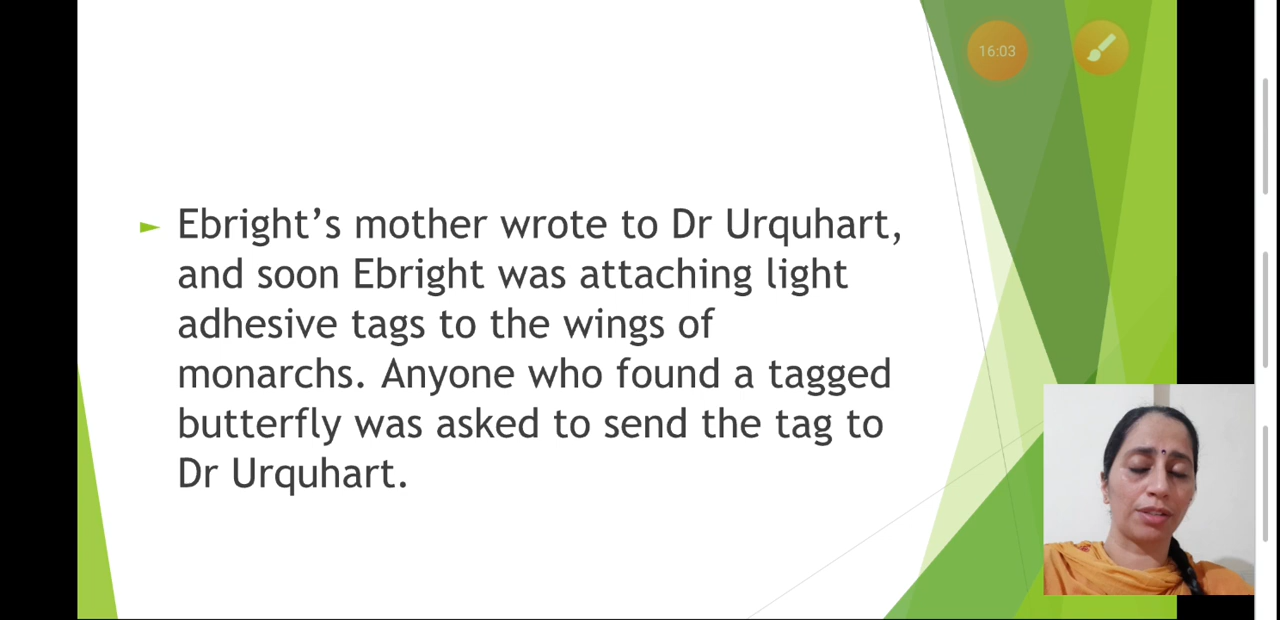 16:03
Ebright’s mother wrote to Dr Urquhart,
and soon Ebright was attaching light
adhesive tags to the wings of
monarchs. Anyone who found a tagged
butterfly was asked to send the tag to
Dr Urquhart.